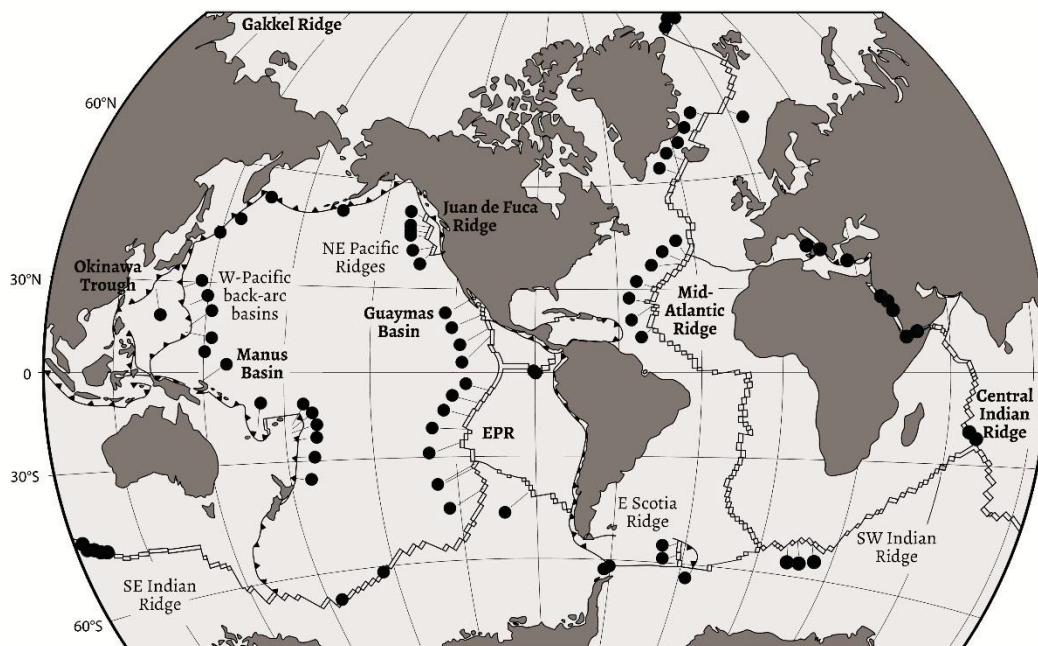 Gakkel Ridge
60°N
Juan de Fuca
Ridge
NE Pacific
Ridges
30°N
Okinawa
Trough
W-Pacific
back-arc
basins
Guaymas
Basin
Mid-
Atlantic
Ridge
Manus
Basin
0
Central
Indian
Ridge
EPR
30°S
E Scotia
Ridge
SW Indian
Ridge
SE Indian
Ridge
60°S